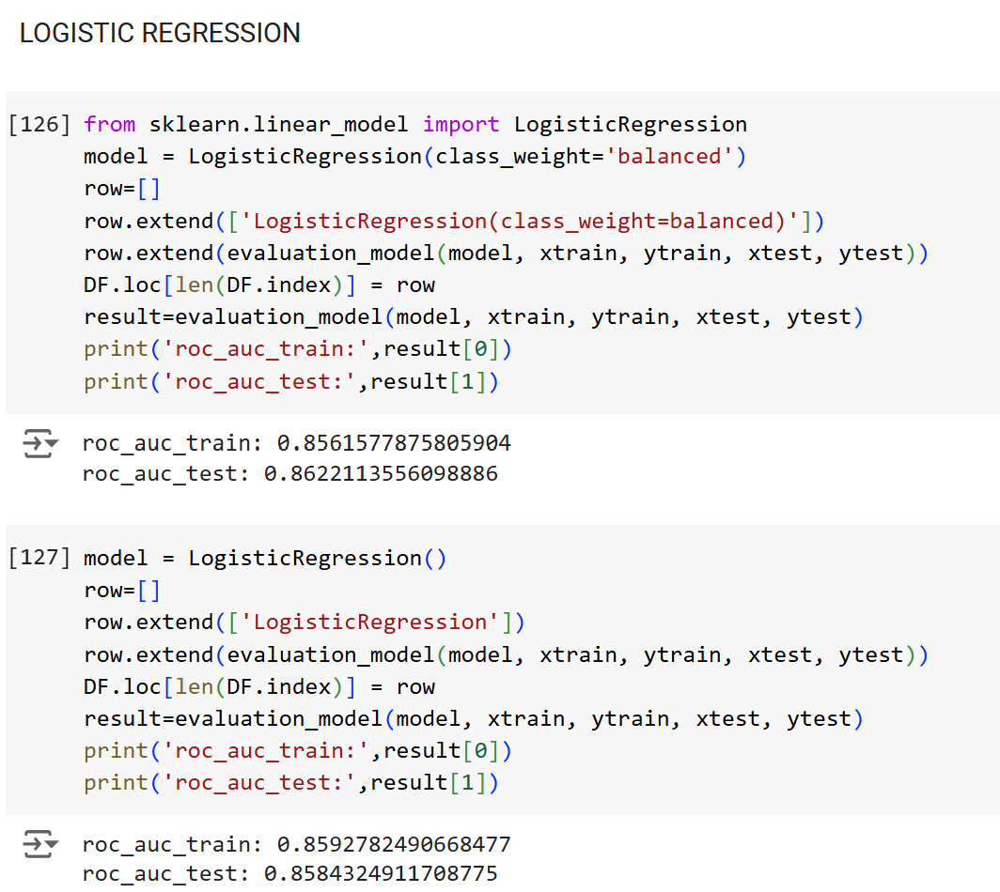 LOGISTIC REGRESSION
[126] from sklearn.linear_model import LogisticRegression
model = LogisticRegression(class_weight='balanced')
row=[]
row.extend(['LogisticRegression(class_weight=balanced)'])
row.extend(evaluation_model(model, xtrain, ytrain, xtest, ytest))
DF.loc[len(DF.index)] = row
result=evaluation_model(model, xtrain, ytrain, xtest, ytest)
print('roc_auc_train:',result[0])
print('roc_auc_test:',result[1])
roc_auc_train: 0.8561577875805904
roc_auc_test: 0.8622113556098886
[127] model = LogisticRegression()
row=[]
row.extend(['LogisticRegression'])
row.extend(evaluation_model(model, xtrain, ytrain, xtest, ytest))
DF.loc[len(DF.index)] = row
result=evaluation_model(model, xtrain, ytrain, xtest, ytest)
print('roc_auc_train:',result[0])
print('roc_auc_test:',result[1])
roc_auc_train: 0.8592782490668477
roc_auc_test: 0.8584324911708775